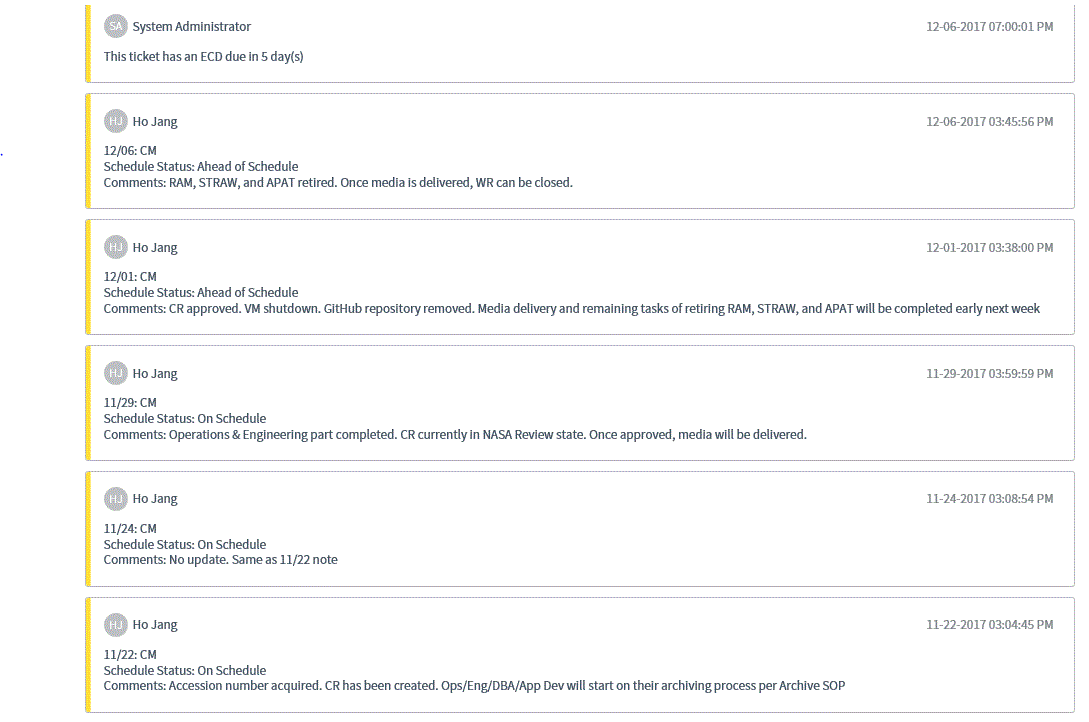 SA System Administrator 12-06-2017 07:00:01 PM
This ticket has an ECD due in 5 day(s)
HJ Ho Jang 12-06-2017 03:45:56 PM
12/06: CM
Schedule Status: Ahead of Schedule
Comments: RAM, STRAW, and APAT retired. Once media is delivered, WR can be closed.
HJ Ho Jang 12-01-2017 03:38:00 PM
12/01: CM
Schedule Status: Ahead of Schedule
Comments: CR approved. VM shutdown. GitHub repository removed. Media delivery and remaining tasks of retiring RAM, STRAW, and APAT will be completed early next week
HJ Ho Jang 11-29-2017 03:59:59 PM
11/29: CM
Schedule Status: On Schedule
Comments: Operations & Engineering part completed. CR currently in NASA Review state. Once approved, media will be delivered.
HJ Ho Jang 11-24-2017 03:08:54 PM
11/24: CM
Schedule Status: On Schedule
Comments: No update. Same as 11/22 note
HJ Ho Jang 11-22-2017 03:04:45 PM
11/22: CM
Schedule Status: On Schedule
Comments: Accession number acquired. CR has been created. Ops/Eng/DBA/App Dev will start on their archiving process per Archive SOP